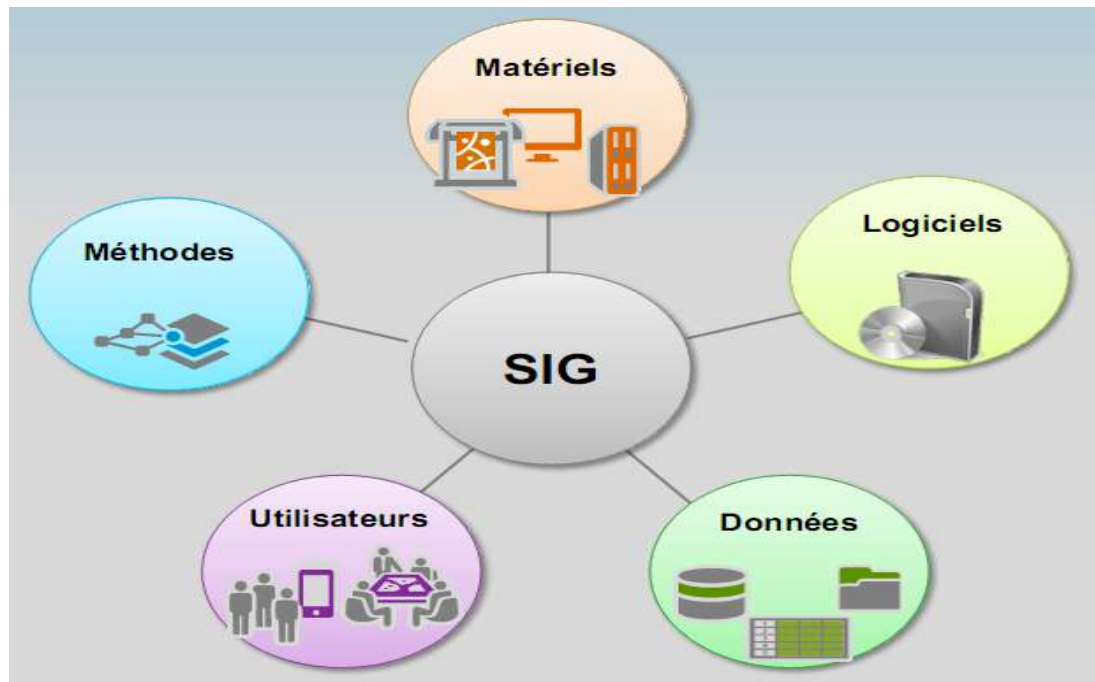 Matériels
Logiciels
Méthodes
SIG
Utilisateurs
Données